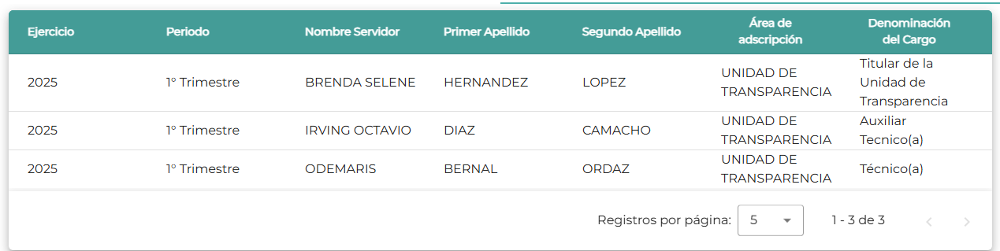 Ejercicio Periodo Nombre Servidor Primer Apellido Segundo Apellido Área de adscripción Denominación del Cargo
2025 1° Trimestre BRENDA SELENE HERNANDEZ LOPEZ UNIDAD DE TRANSPARENCIA Titular de la Unidad de Transparencia
2025 1° Trimestre IRVING OCTAVIO DIAZ CAMACHO UNIDAD DE TRANSPARENCIA Auxiliar Tecnico(a)
2025 1° Trimestre ODEMARIS BERNAL ORDAZ UNIDAD DE TRANSPARENCIA Técnico(a)
Registros por página: 5 1 - 3 de 3